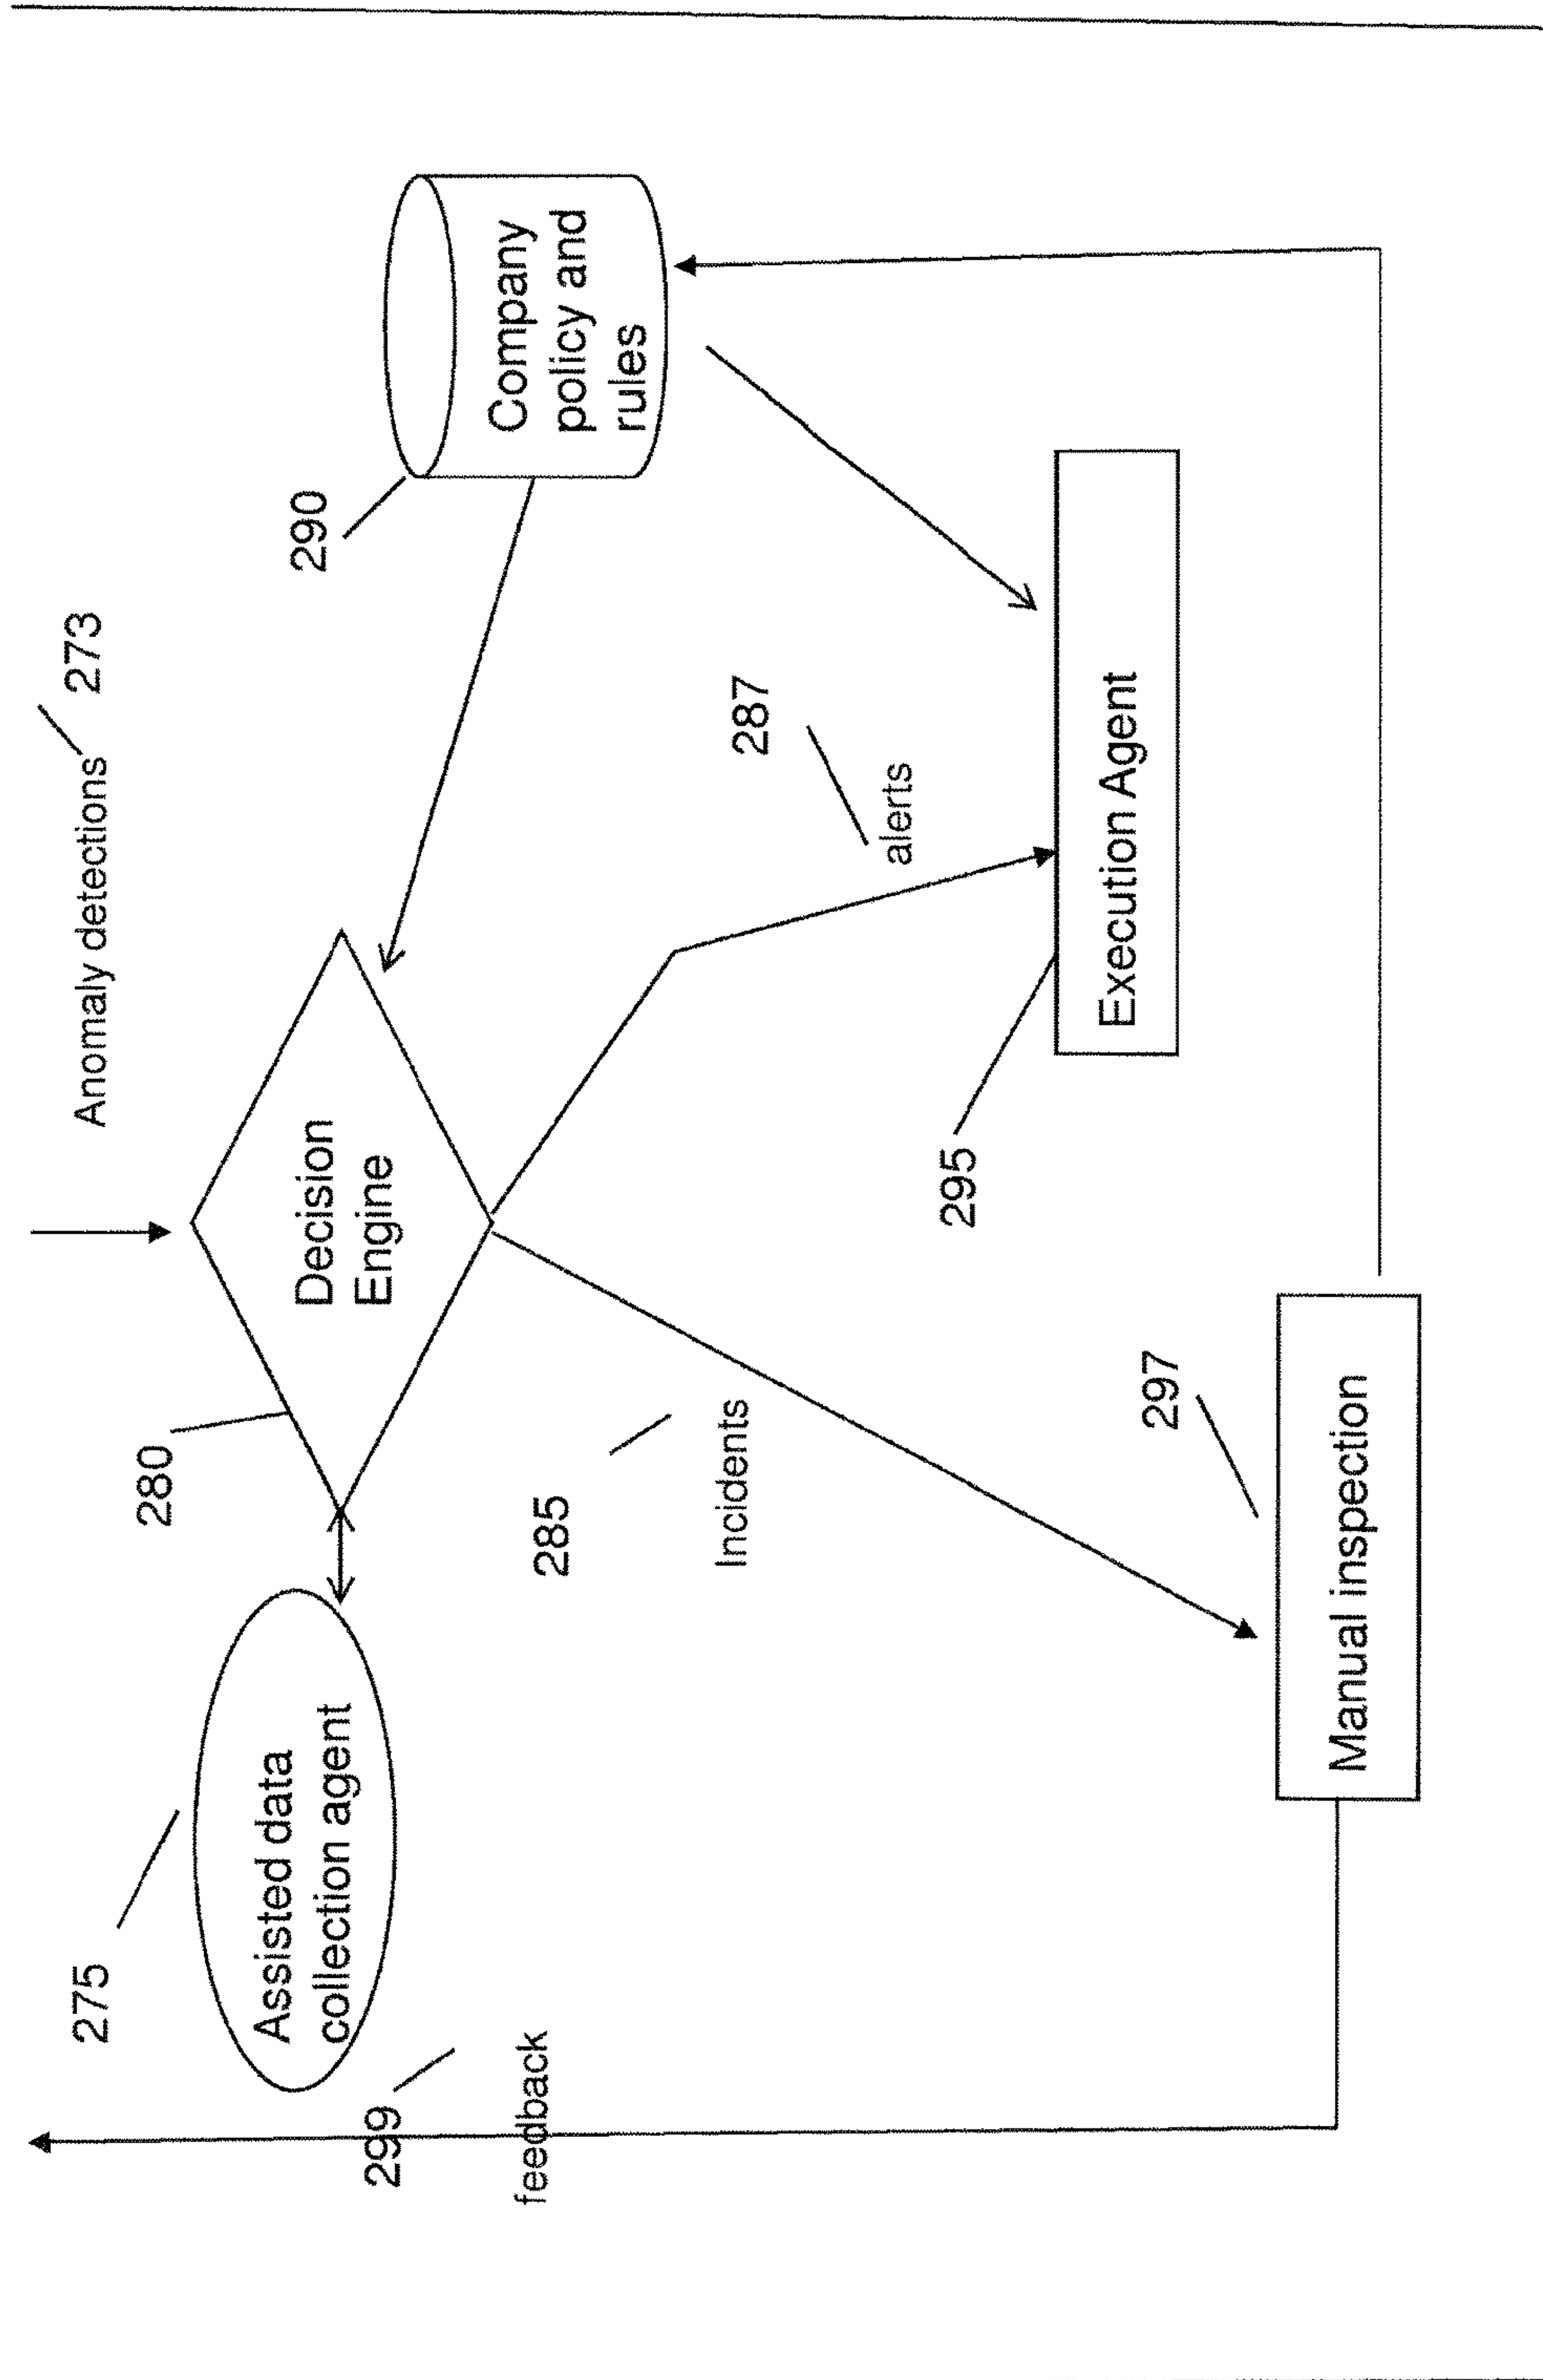 Anomaly detections
273
275
Assisted data
collection agent
280
Decision
Engine
290
Company
policy and
rules
299
feedback
285
Incidents
287
alerts
295
Execution Agent
297
Manual inspection